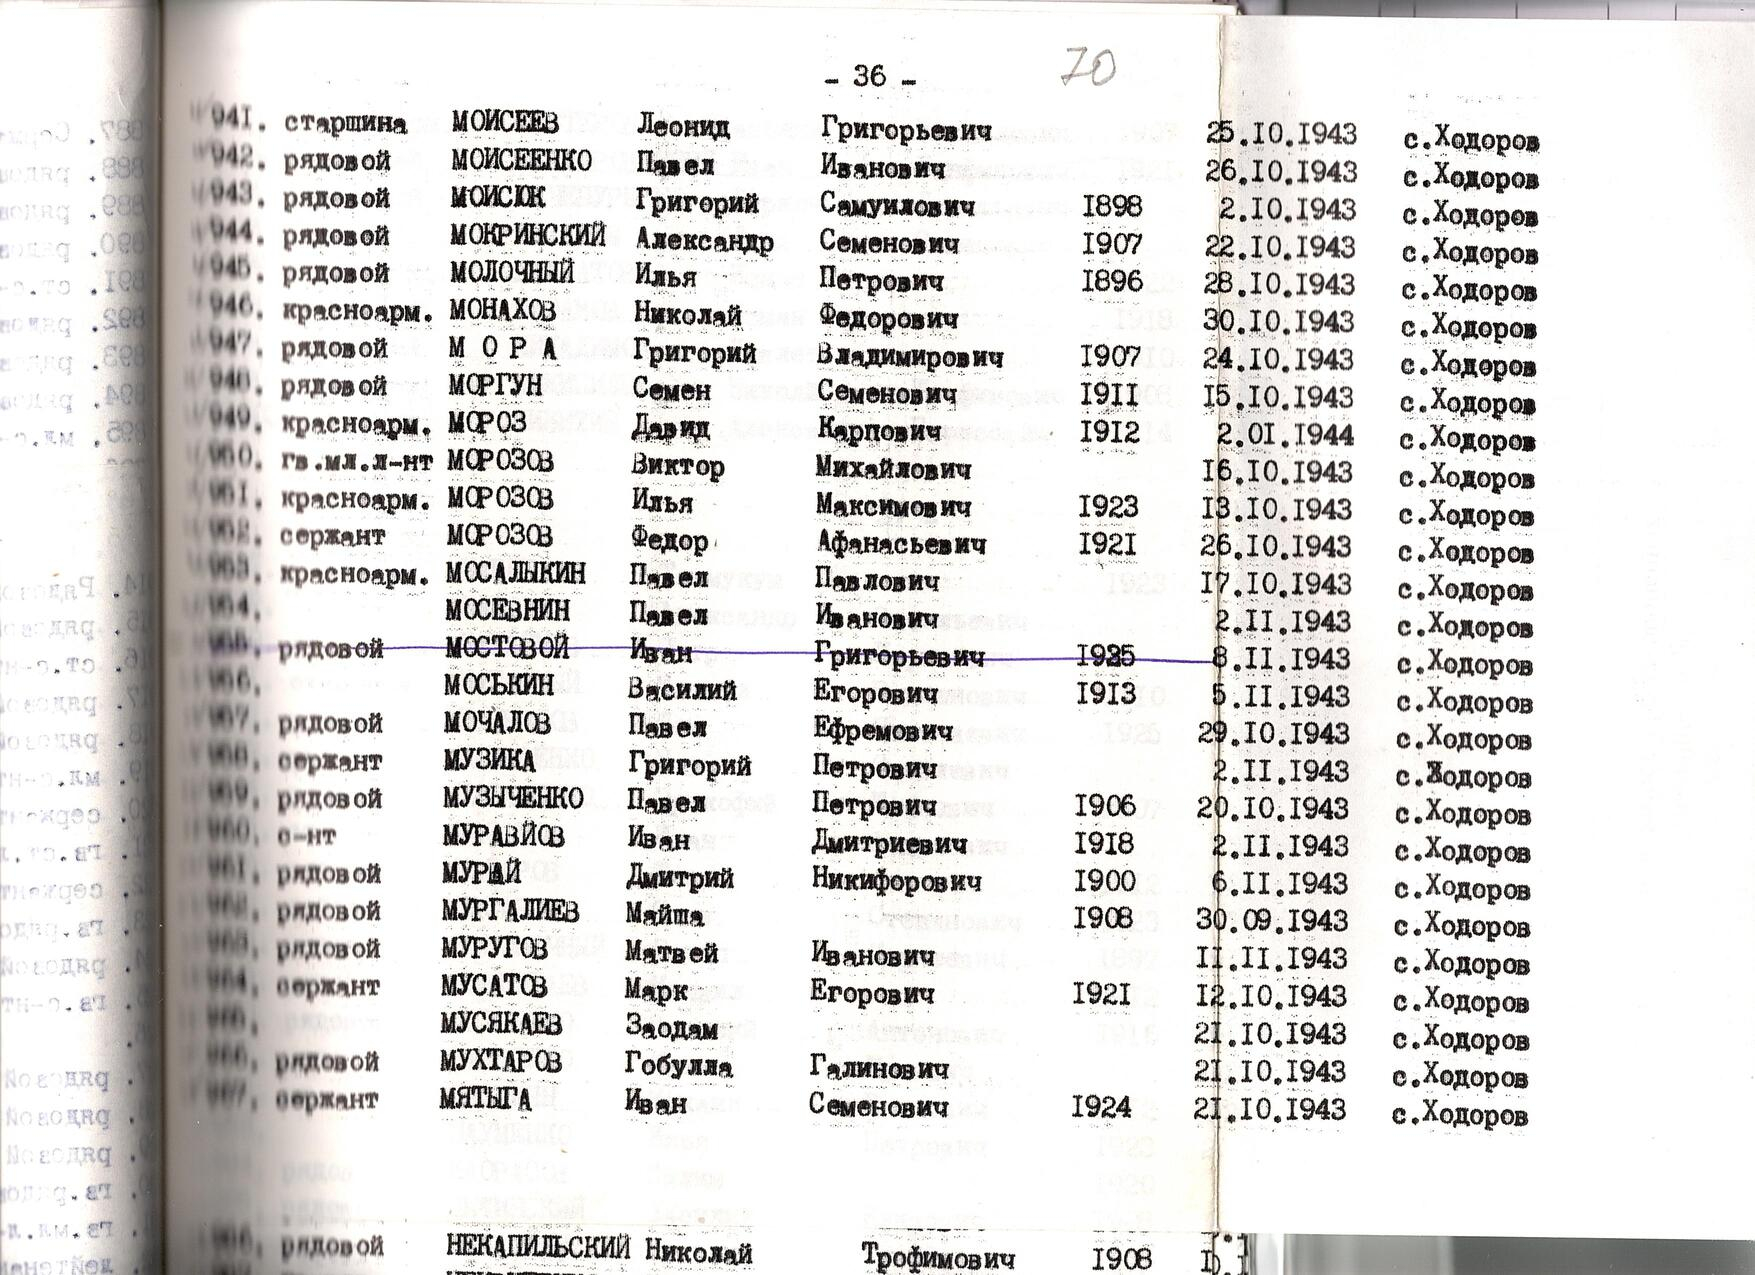 - 36 -
70
941. старшина МОИСЕЕВ Леонид Григорьевич 25.10.1943 с.Ходоров
942. рядовой МОИСЕЕНКО Павел Иванович 26.10.1943 с.Ходоров
943. рядовой МОИСЮК Григорий Самуилович 1898 2.10.1943 с.Ходоров
944. рядовой МОКРИНСКИЙ Александр Семенович 1907 22.10.1943 с.Ходоров
945. рядовой МОЛОЧНЫЙ Илья Петрович 1896 28.10.1943 с.Ходоров
946. красноарм. МОНАХОВ Николай Федорович 30.10.1943 с.Ходоров
947. рядовой М О Р А Григорий Владимирович 1907 24.10.1943 с.Ходоров
948. рядовой МОРГУН Семен Семенович 1911 15.10.1943 с.Ходоров
949. красноарм. МОРОЗ Давид Карпович 1912 2.01.1944 с.Ходоров
950. гв.мл.л-нт МОРОЗОВ Виктор Михайлович 16.10.1943 с.Ходоров
951. красноарм. МОРОЗОВ Илья Максимович 1923 13.10.1943 с.Ходоров
952. сержант МОРОЗОВ Федор Афанасьевич 1921 26.10.1943 с.Ходоров
953. красноарм. МОСАЛЫКИН Павел Павлович 17.10.1943 с.Ходоров
954. МОСЕВНИН Павел Иванович 2.11.1943 с.Ходоров
955. рядовой МОСТОВОЙ Иван Григорьевич 1925 8.11.1943 с.Ходоров
956. МОСЬКИН Василий Егорович 1913 5.11.1943 с.Ходоров
957. рядовой МОЧАЛОВ Павел Ефремович 29.10.1943 с.Ходоров
958. сержант МУЗИКА Григорий Петрович 2.11.1943 с.Ходоров
959. рядовой МУЗЫЧЕНКО Павел Петрович 1906 20.10.1943 с.Ходоров
960. с-нт МУРАВЙОВ Иван Дмитриевич 1918 2.11.1943 с.Ходоров
961. рядовой МУРАЙ Дмитрий Никифорович 1900 6.11.1943 с.Ходоров
962. рядовой МУРГАЛИЕВ Майша 1908 30.09.1943 с.Ходоров
963. рядовой МУРУГОВ Матвей Иванович 11.11.1943 с.Ходоров
964. сержант МУСАТОВ Марк Егорович 1921 12.10.1943 с.Ходоров
965. МУСЯКАЕВ Заодам 21.10.1943 с.Ходоров
966. рядовой МУХТАРОВ Гобулла Галинович 21.10.1943 с.Ходоров
967. сержант МЯТЫГА Иван Семенович 1924 21.10.1943 с.Ходоров
рядовой НЕКАПИЛЬСКИЙ Николай Трофимович 1908